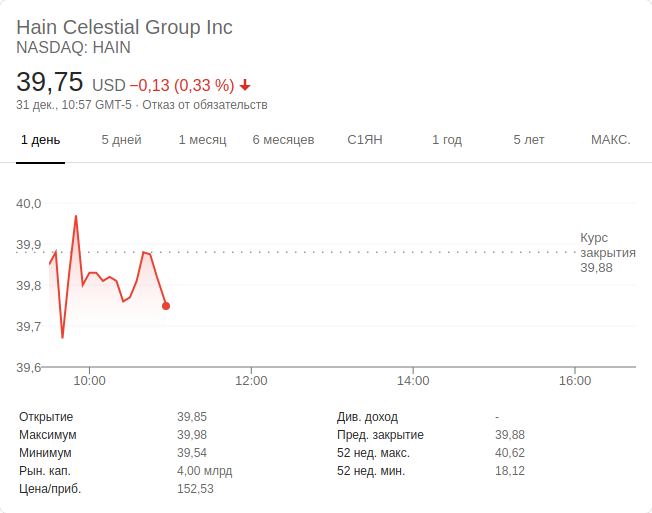 Hain Celestial Group Inc
NASDAQ: HAIN
39,75 USD −0,13 (0,33 %)
31 дек., 10:57 GMT-5 · Отказ от обязательств
1 день 5 дней 1 месяц 6 месяцев С1ЯН 1 год 5 лет МАКС.
40,0
39,9
39,8
39,7
39,6
Курс
закрытия
39,88
10:00 12:00 14:00 16:00
Открытие 39,85
Максимум 39,98
Минимум 39,54
Рын. кап. 4,00 млрд
Цена/приб. 152,53
Див. доход -
Пред. закрытие 39,88
52 нед. макс. 40,62
52 нед. мин. 18,12